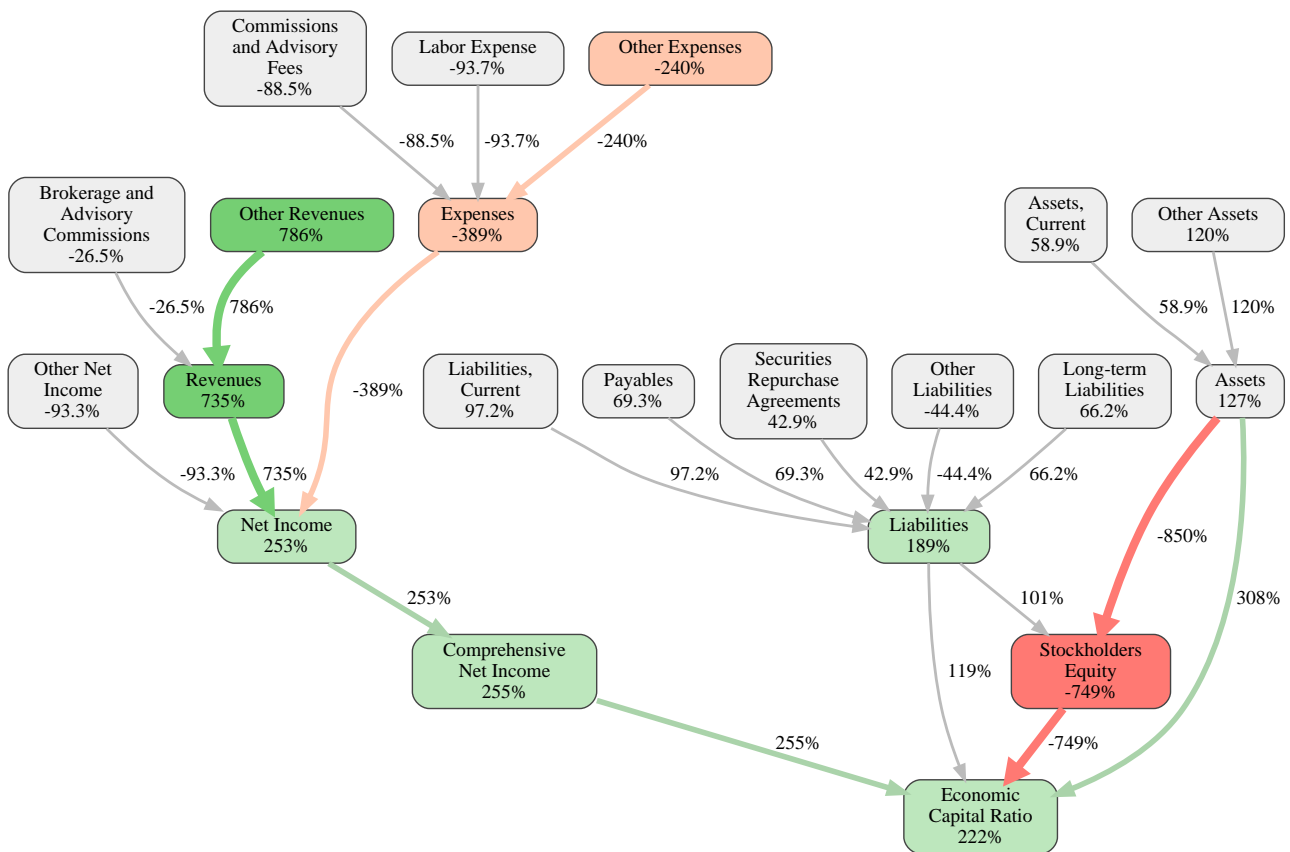 Commissions
and Advisory
Fees
-88.5%
Labor Expense
-93.7%
Other Expenses
-240%
-88.5%
-93.7%
-240%
Brokerage and
Advisory
Commissions
-26.5%
Other Revenues
786%
Expenses
-389%
Assets,
Current
58.9%
Other Assets
120%
-26.5%
786%
58.9%
120%
Other Net
Income
-93.3%
Revenues
735%
-389%
Liabilities,
Current
97.2%
Payables
69.3%
Securities
Repurchase
Agreements
42.9%
Other
Liabilities
-44.4%
Long-term
Liabilities
66.2%
Assets
127%
-93.3%
735%
97.2%
69.3%
42.9%
-44.4%
66.2%
Net Income
253%
Liabilities
189%
-850%
253%
101%
308%
Comprehensive
Net Income
255%
119%
Stockholders
Equity
-749%
255%
-749%
Economic
Capital Ratio
222%